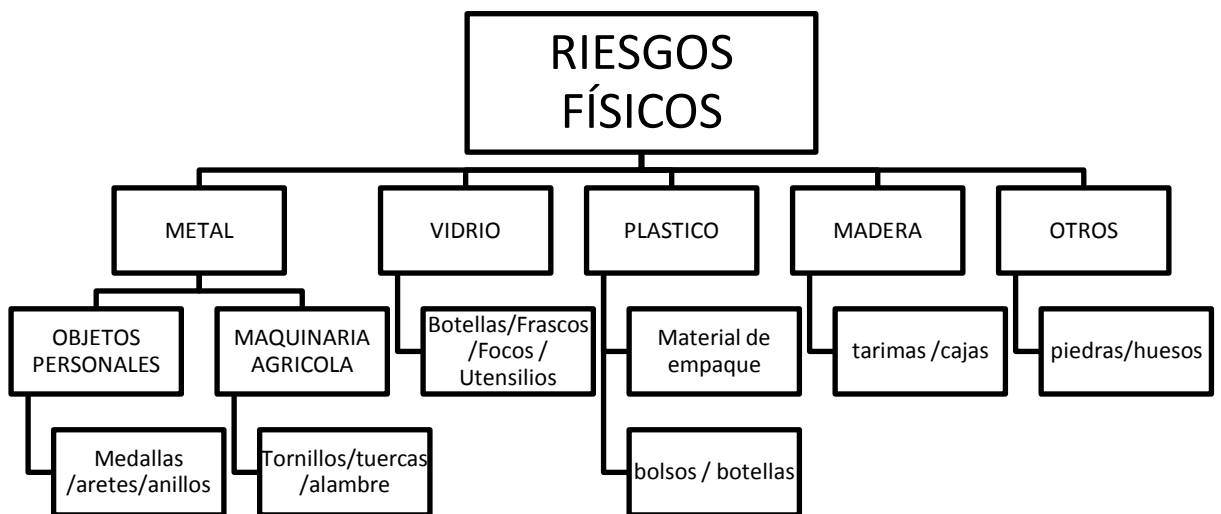 RIESGOS
FÍSICOS
METAL
VIDRIO
PLASTICO
MADERA
OTROS
OBJETOS
PERSONALES
MAQUINARIA
AGRICOLA
Botellas/Frascos
/Focos /
Utensilios
Material de
empaque
tarimas /cajas
piedras/huesos
Medallas
/aretes/anillos
Tornillos/tuercas
/alambre
bolsos / botellas